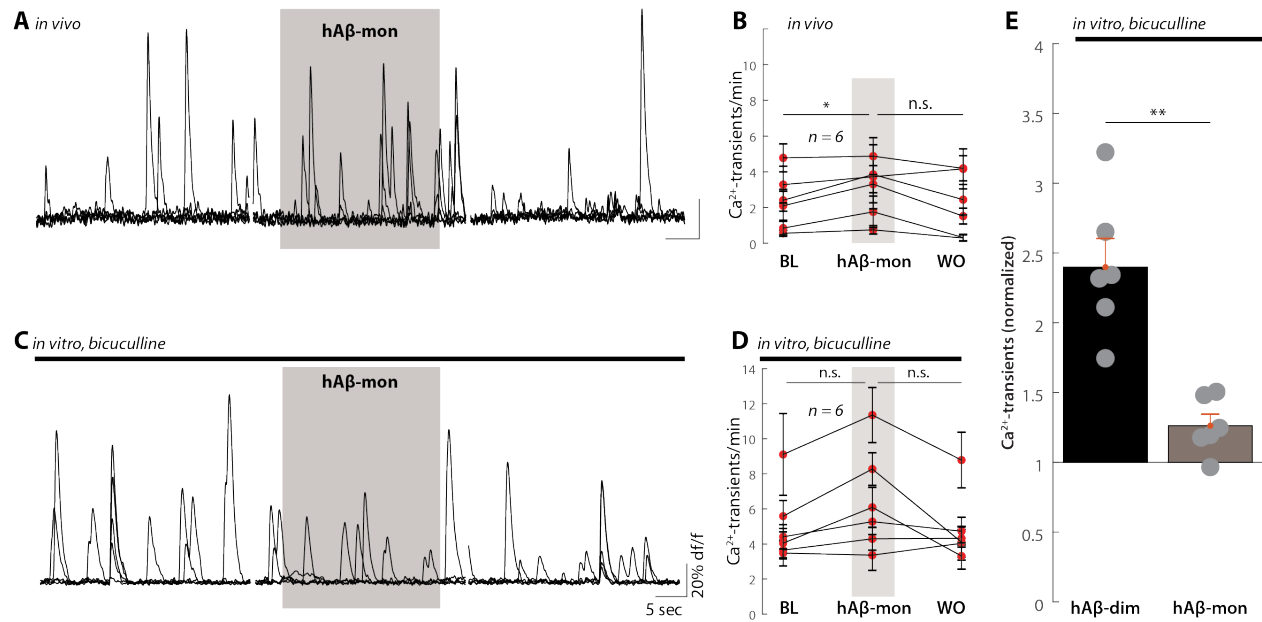 A in vivo
hAβ-mon
B in vivo
Ca²⁺-transients/min
10
8
6
4
2
0
*
n.s.
n = 6
BL hAβ-mon WO
C in vitro, bicuculline
hAβ-mon
20% df/f
5 sec
D in vitro, bicuculline
Ca²⁺-transients/min
14
12
10
8
6
4
2
0
n.s.
n.s.
n = 6
BL hAβ-mon WO
E in vitro, bicuculline
Ca²⁺-transients (normalized)
4
3.5
3
2.5
2
1.5
1
0.5
0
**
hAβ-dim hAβ-mon